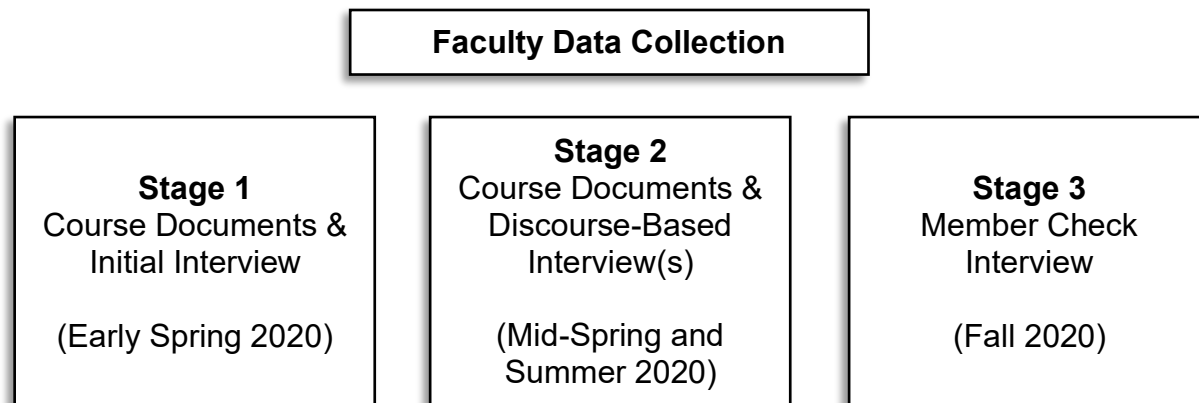 Faculty Data Collection
Stage 1
Course Documents &
Initial Interview
(Early Spring 2020)
Stage 2
Course Documents &
Discourse-Based
Interview(s)
(Mid-Spring and
Summer 2020)
Stage 3
Member Check
Interview
(Fall 2020)